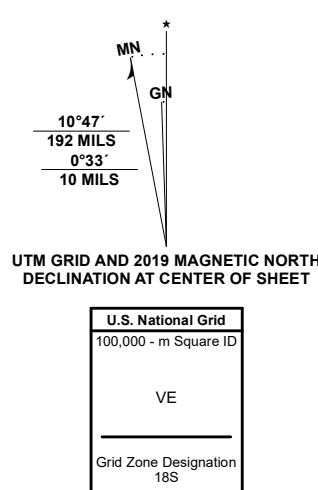 ★
MN
GN
10°47´
192 MILS
0°33´
10 MILS
UTM GRID AND 2019 MAGNETIC NORTH
DECLINATION AT CENTER OF SHEET
U.S. National Grid
100,000 - m Square ID
VE
Grid Zone Designation
18S